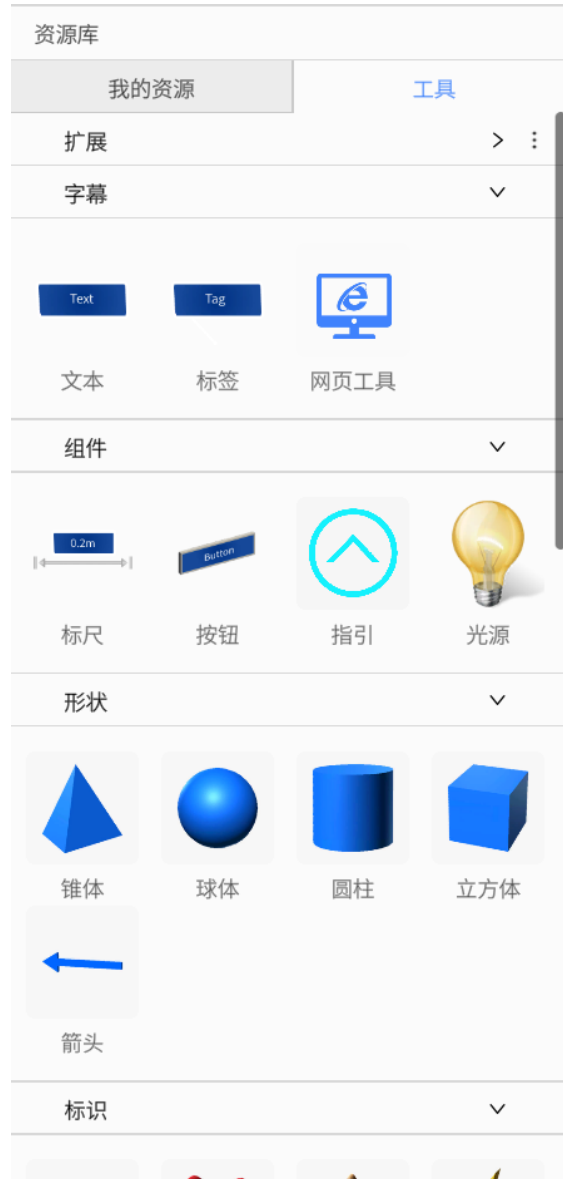 资源库
我的资源 工具
扩展
字幕
Text Tag
文本 标签 网页工具
组件
0.2m Button
标尺 按钮 指引 光源
形状
锥体 球体 圆柱 立方体
箭头
标识